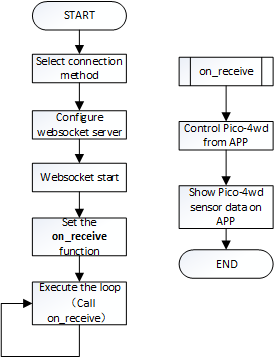 START
Select connection
method
Configure
websocket server
Websocket start
Set the
on_receive
function
Execute the loop
（Call
on_receive）
on_receive
Control Pico-4wd
from APP
Show Pico-4wd
sensor data on
APP
END